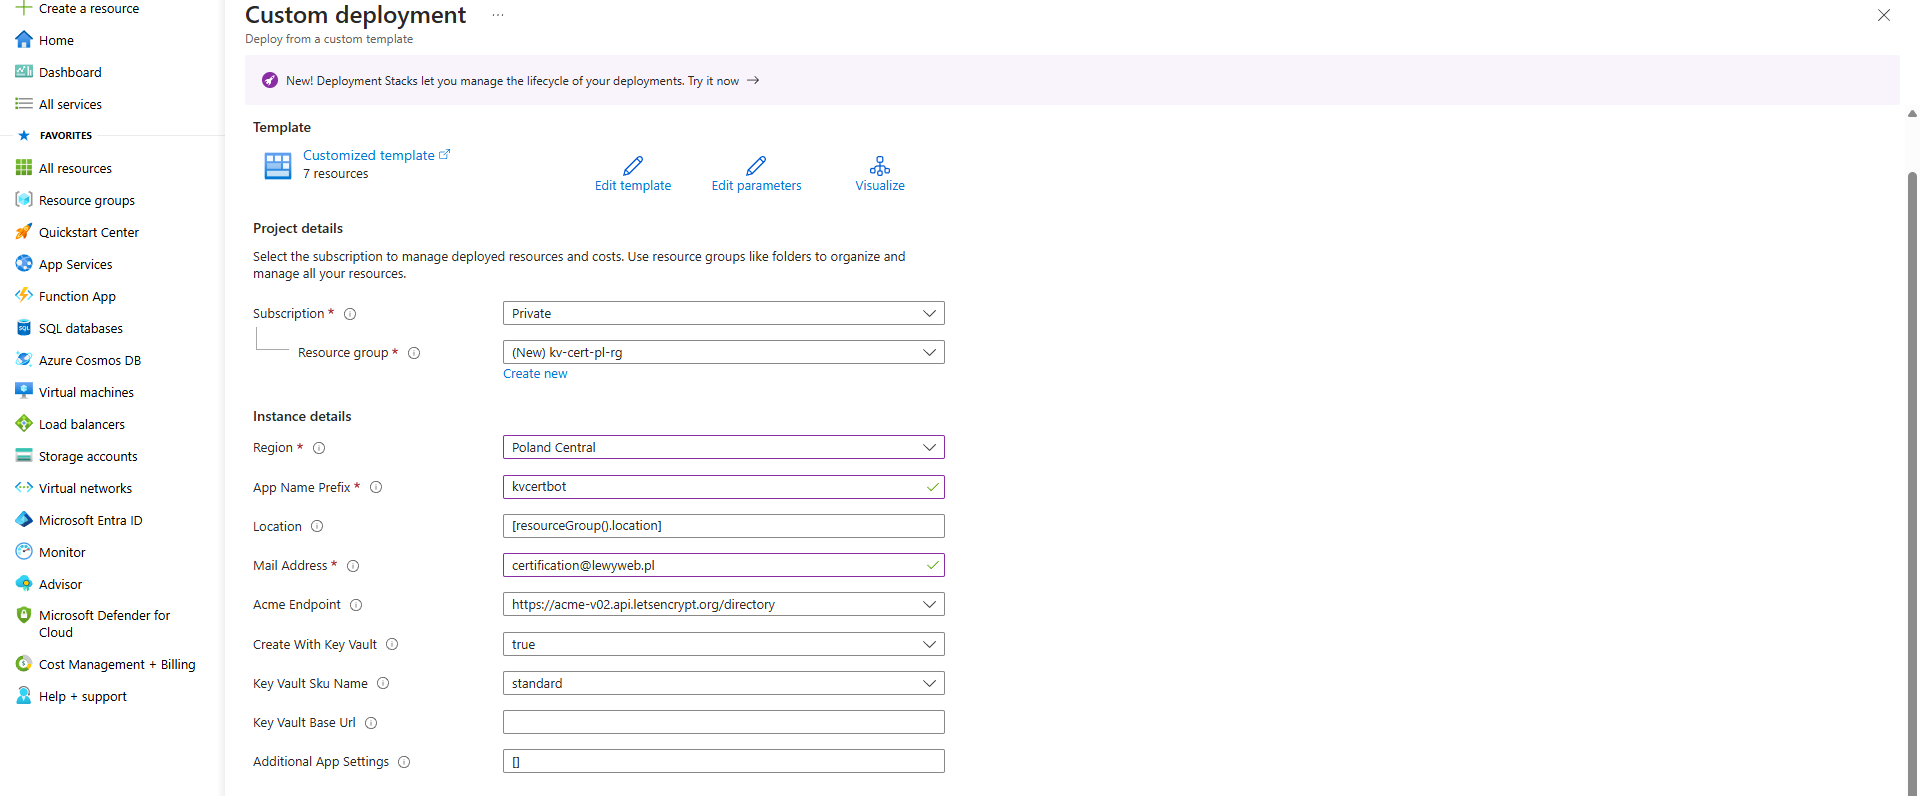 Create a resource
Home
Dashboard
All services
FAVORITES
All resources
Resource groups
Quickstart Center
App Services
Function App
SQL databases
Azure Cosmos DB
Virtual machines
Load balancers
Storage accounts
Virtual networks
Microsoft Entra ID
Monitor
Advisor
Microsoft Defender for
Cloud
Cost Management + Billing
Help + support
Custom deployment ...
Deploy from a custom template
New! Deployment Stacks let you manage the lifecycle of your deployments. Try it now →
Template
Customized template
7 resources
Edit template
Edit parameters
Visualize
Project details
Select the subscription to manage deployed resources and costs. Use resource groups like folders to organize and
manage all your resources.
Subscription *
Private
Resource group *
(New) kv-cert-pl-rg
Create new
Instance details
Region *
Poland Central
App Name Prefix *
kvcertbot
Location
[resourceGroup().location]
Mail Address *
certification@lewyweb.pl
Acme Endpoint
https://acme-v02.api.letsencrypt.org/directory
Create With Key Vault
true
Key Vault Sku Name
standard
Key Vault Base Url
Additional App Settings
[]